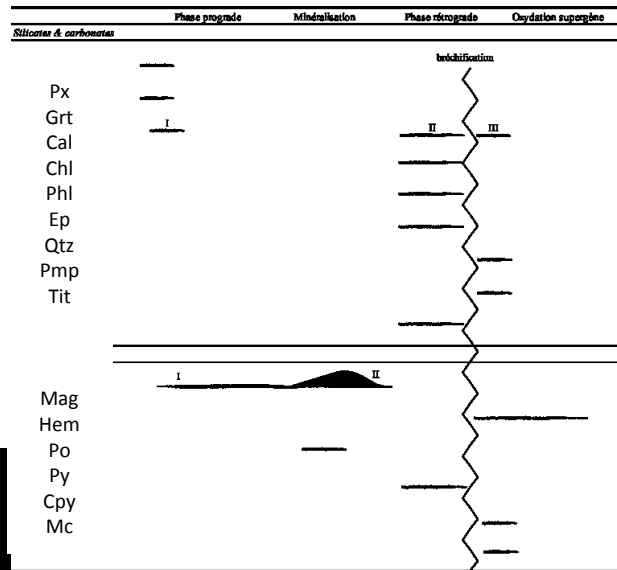 Phase prograde Minéralisation Phase rétrograde Oxydation supergène
Silicates & carbonates
bréchification
Px
Grt
I II III
Cal
Chl
Phl
Ep
Qtz
Pmp
Tit
I II
Mag
Hem
Po
Py
Cpy
Mc